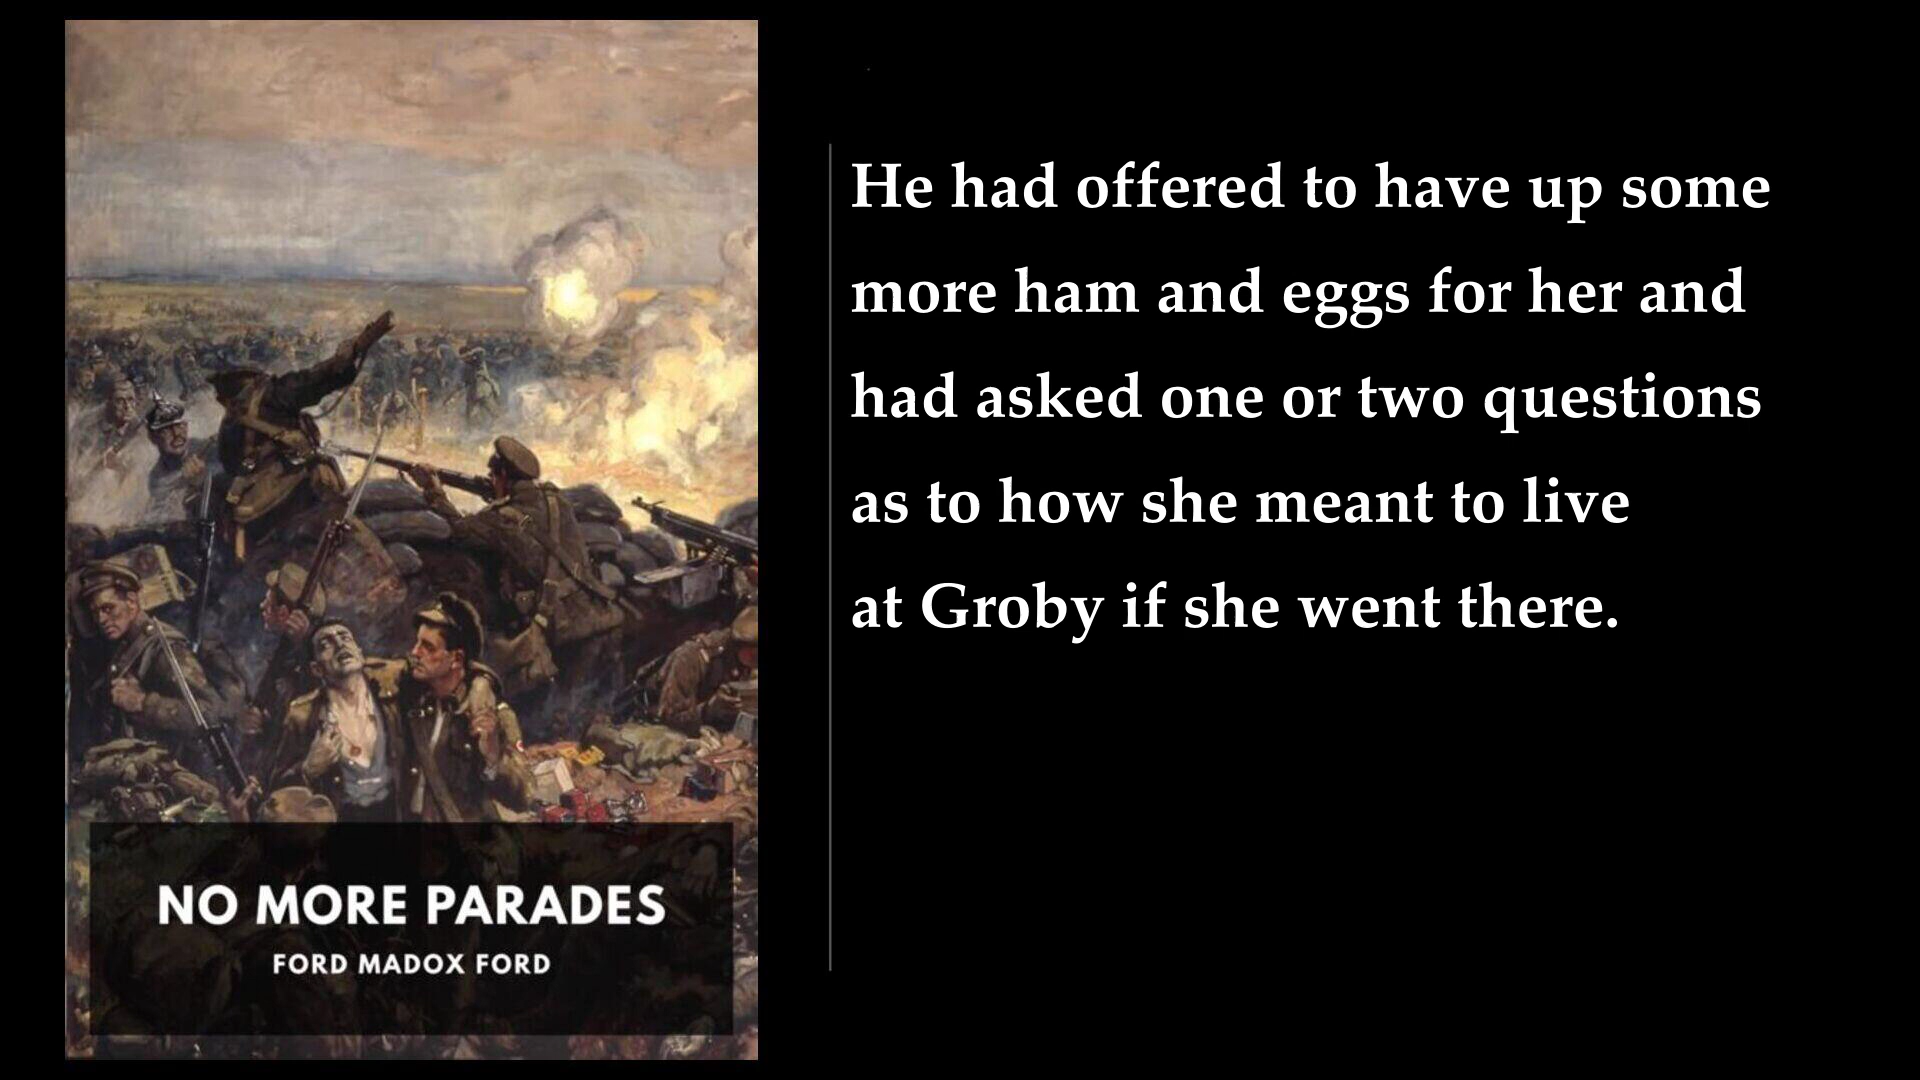 He had offered to have up some
more ham and eggs for her and
had asked one or two questions
as to how she meant to live
at Groby if she went there.
NO MORE PARADES
FORD MADOX FORD